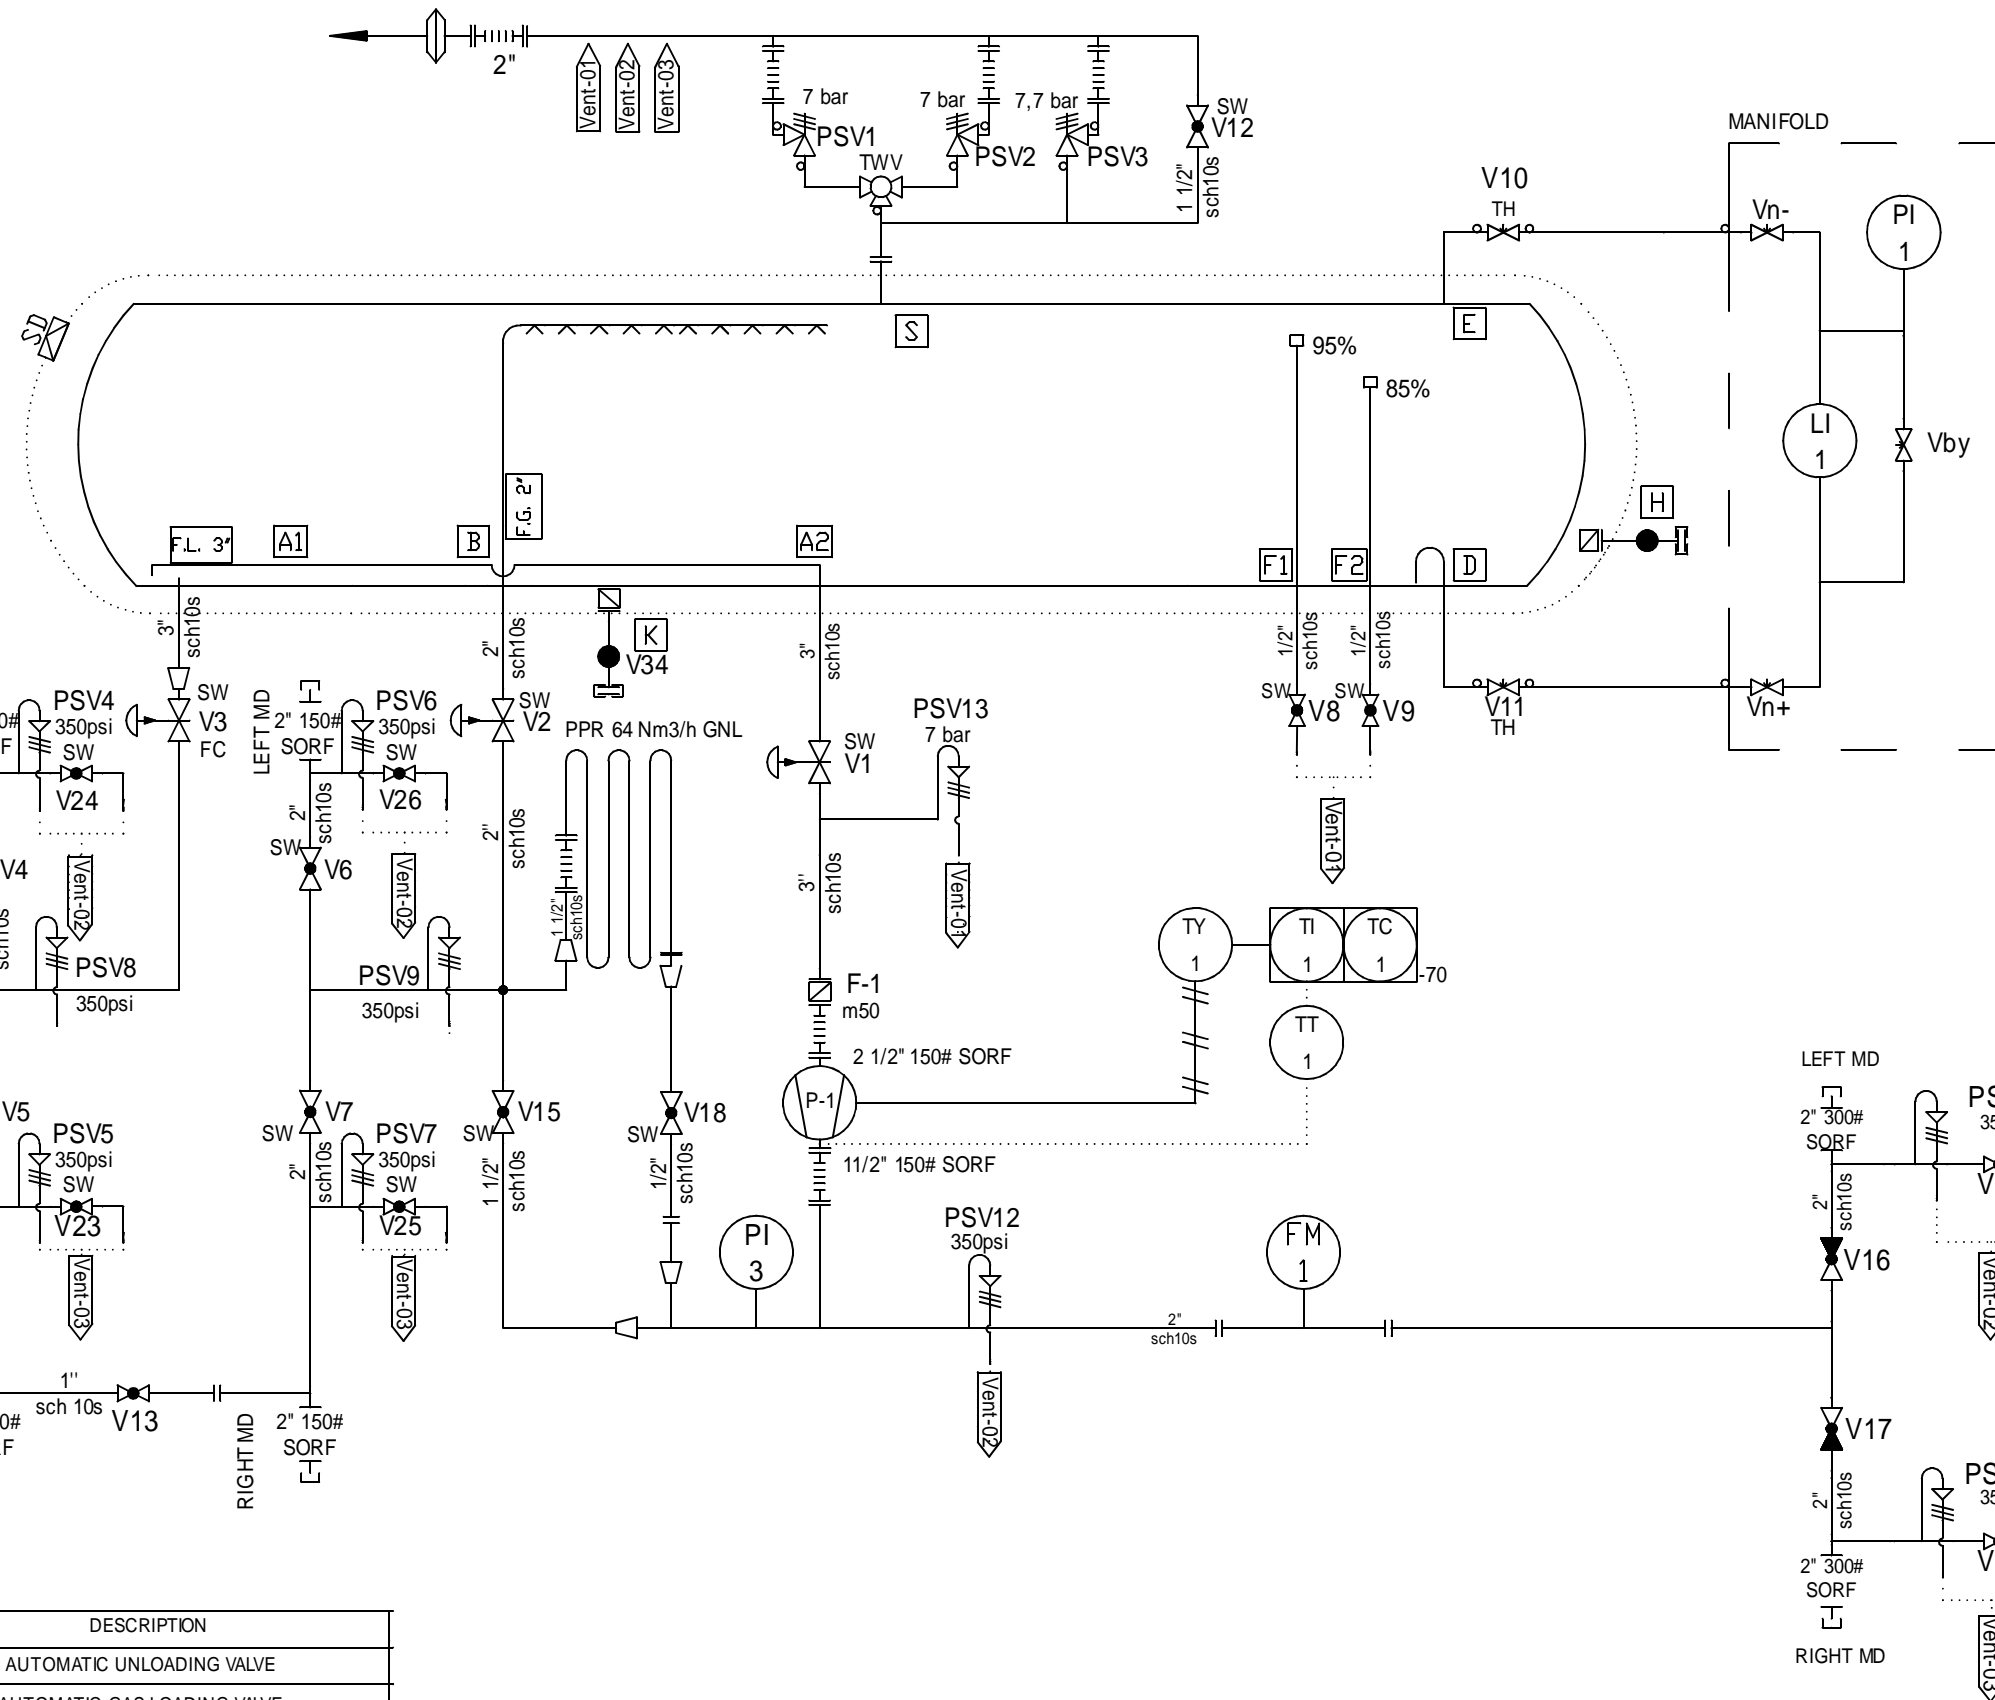 2"
Vent-01
Vent-02
Vent-03
7 bar
PSV1
TWV
7 bar
PSV2
7,7 bar
PSV3
SW
V12
1 1/2"
sch10s
MANIFOLD
V10
TH
Vn-
PI
1
SD
S
E
95%
85%
LI
1
Vby
H
F.G. 2"
F.L. 3"
A1
B
A2
F1
F2
D
3"
sch10s
2"
sch10s
K
V34
3"
sch10s
1/2"
sch10s
1/2"
sch10s
SW
V8
SW
V9
V11
TH
Vn+
PSV4
350psi
SW
V24
SW
V3
FC
LEFT MD
2" 150#
SORF
PSV6
350psi
SW
V26
SW
V2
PPR 64 Nm3/h GNL
SW
V1
PSV13
7 bar
2"
sch10s
2"
sch10s
SW
V6
V4
sch10s
Vent-02
Vent-02
3"
sch10s
Vent-01
Vent-01
1 1/2"
sch10s
PSV8
350psi
PSV9
350psi
F-1
m50
TY
1
TI
1
TC
1
-70
TT
1
2 1/2" 150# SORF
P-1
11/2" 150# SORF
V5
PSV5
350psi
SW
V23
V7
SW
2"
sch10s
PSV7
350psi
SW
V25
V15
SW
1 1/2"
sch10s
V18
SW
1/2"
sch10s
Vent-03
Vent-03
PI
3
PSV12
350psi
FM
1
2"
sch10s
Vent-02
LEFT MD
2" 300#
SORF
2"
sch10s
V16
Vent-02
V17
2"
sch10s
2" 300#
SORF
RIGHT MD
Vent-03
1''
sch 10s
V13
RIGHT MD
2" 150#
SORF
DESCRIPTION
AUTOMATIC UNLOADING VALVE
AUTOMATIC GAS LOADING VALVE